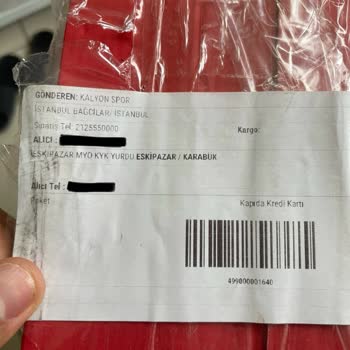 GÖNDEREN: KALYON SPOR
İSTANBUL BAĞCILAR/ İSTANBUL
Sipariş Tel: 2125550000
Kargo:
ALICI :
ESKİPAZAR MYO KYK YURDU ESKİPAZAR / KARABÜK
Alıcı Tel :
Paket
Kapıda Kredi Kartı
499000001640